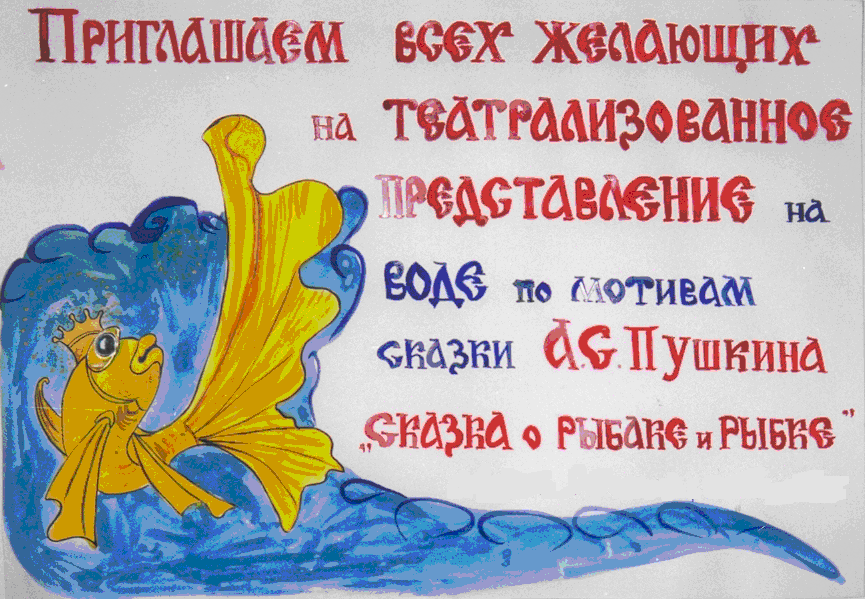 Приглашаем всех желающих
на театрализованное
представление на
воде по мотивам
сказки А.С. Пушкина
„Сказка о рыбаке и рыбке”